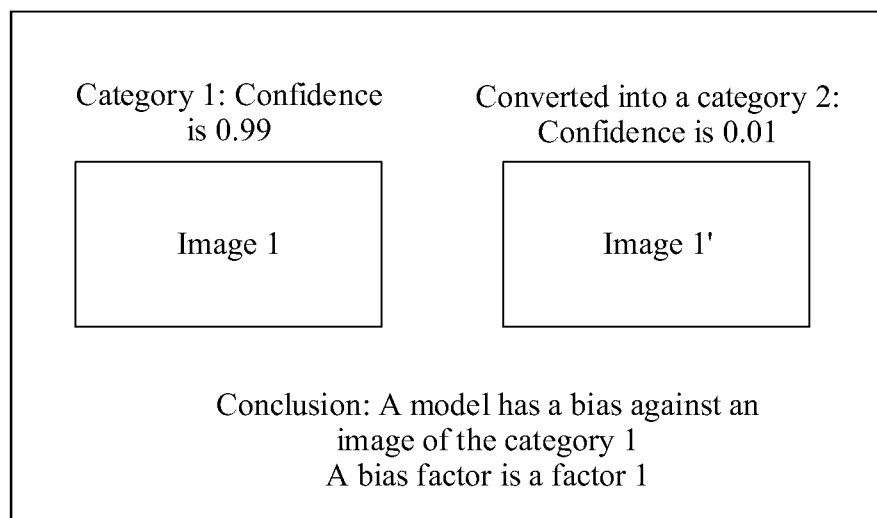 Category 1: Confidence
is 0.99
Converted into a category 2:
Confidence is 0.01
Image 1
Image 1'
Conclusion: A model has a bias against an
image of the category 1
A bias factor is a factor 1